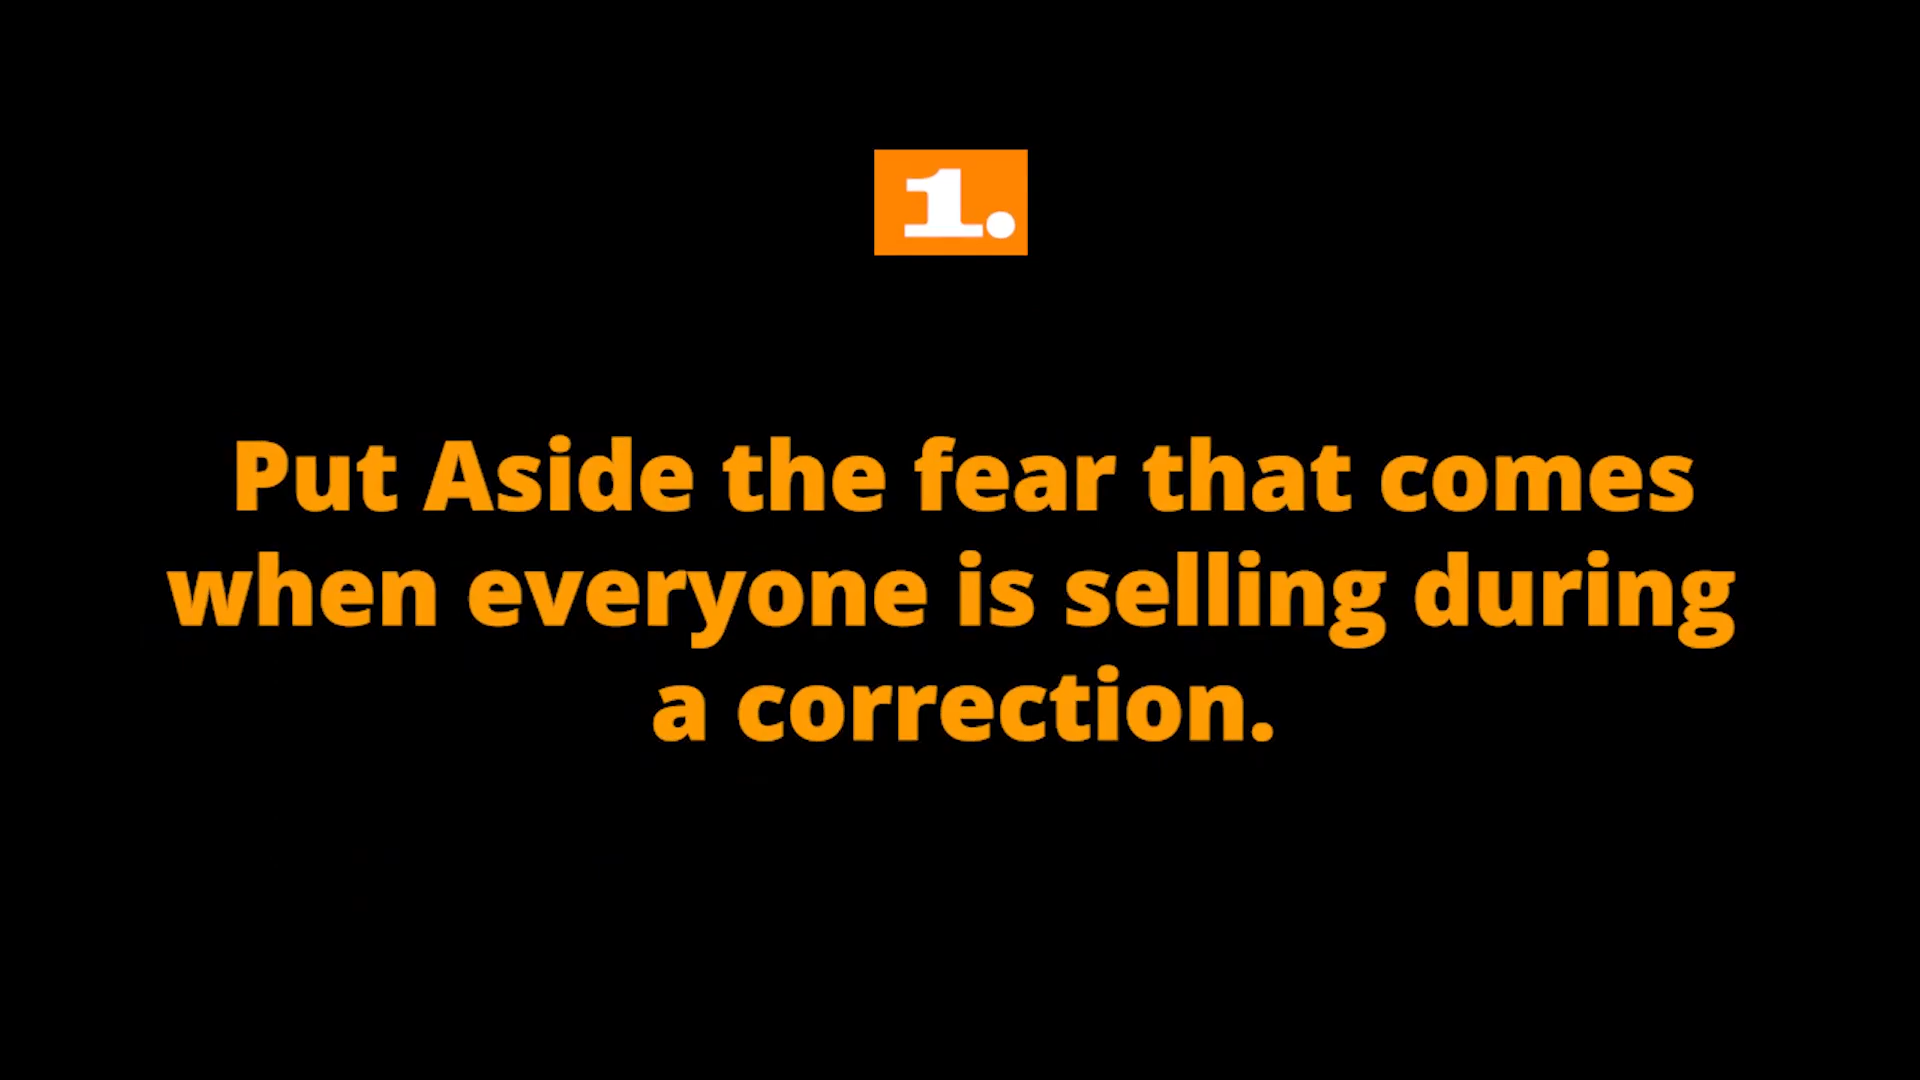 1.
Put Aside the fear that comes
when everyone is selling during
a correction.